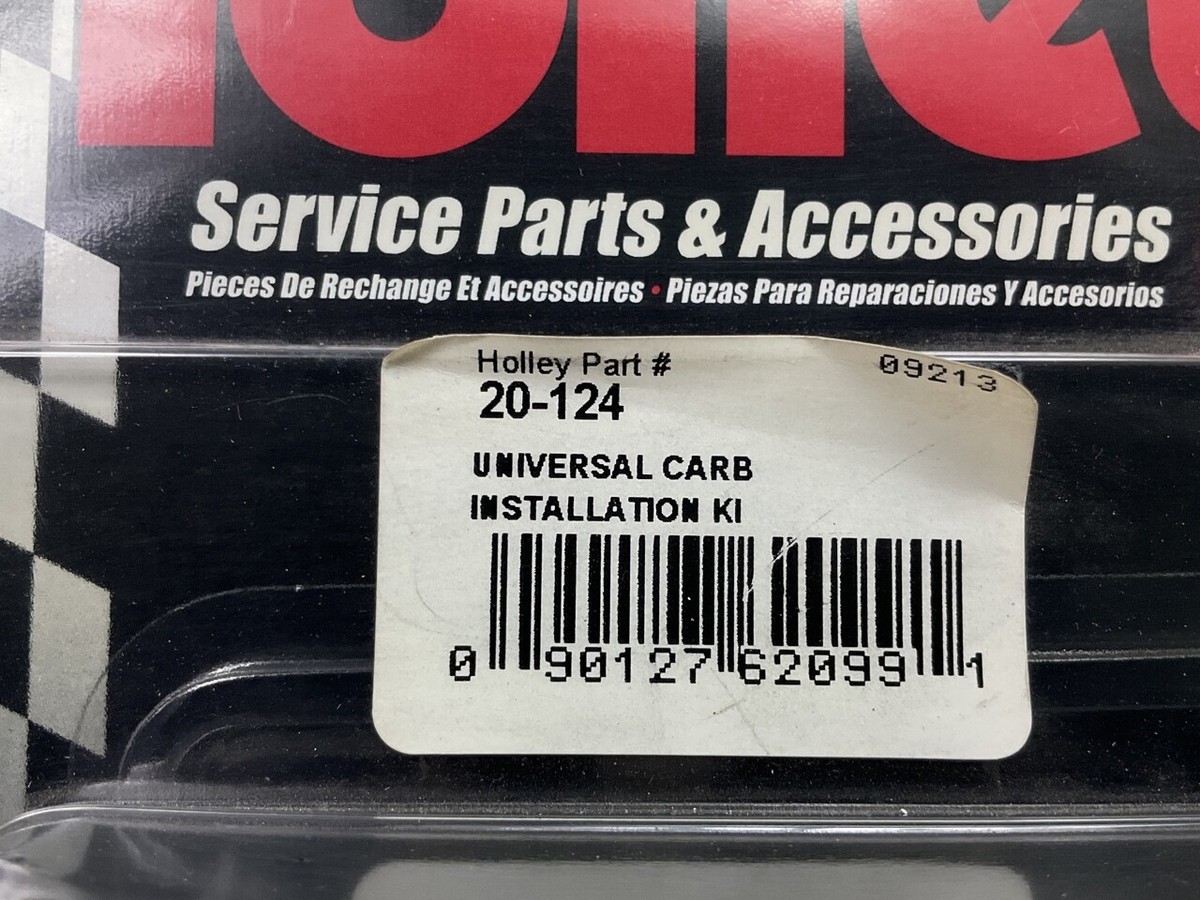 Holley
Service Parts & Accessories
Pieces De Rechange Et Accessoires • Piezas Para Reparaciones Y Accesorios
Holley Part # 09213
20-124
UNIVERSAL CARB
INSTALLATION KI
0 90127 62099 1